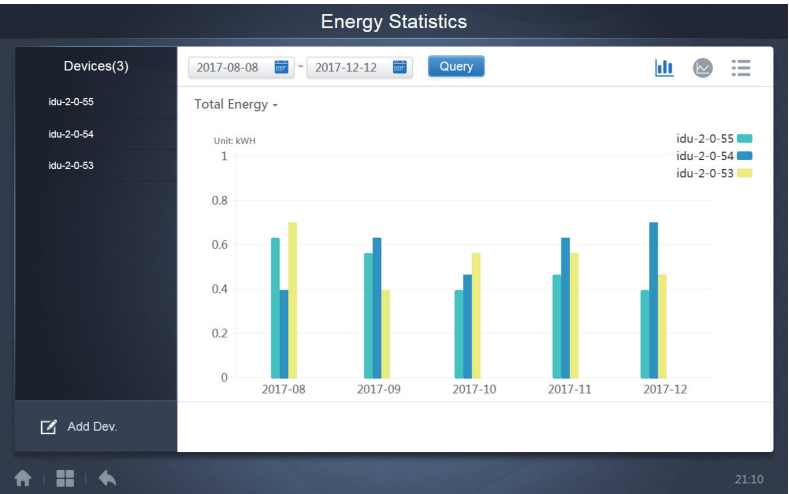 Energy Statistics
Devices(3)
idu-2-0-55
idu-2-0-54
idu-2-0-53
Add Dev.
2017-08-08 ~ 2017-12-12 Query
Total Energy
Unit: kWH
idu-2-0-55
idu-2-0-54
idu-2-0-53
1
0.8
0.6
0.4
0.2
0
2017-08 2017-09 2017-10 2017-11 2017-12
21:10